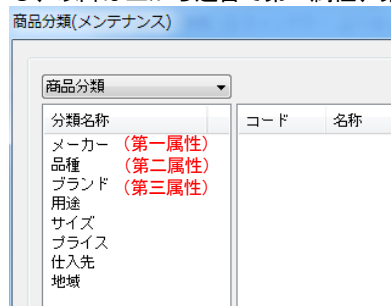 商品分類(メンテナンス)
商品分類
分類名称
コード 名称
メーカー (第一属性)
品種 (第二属性)
ブランド (第三属性)
用途
サイズ
プライス
仕入先
地域